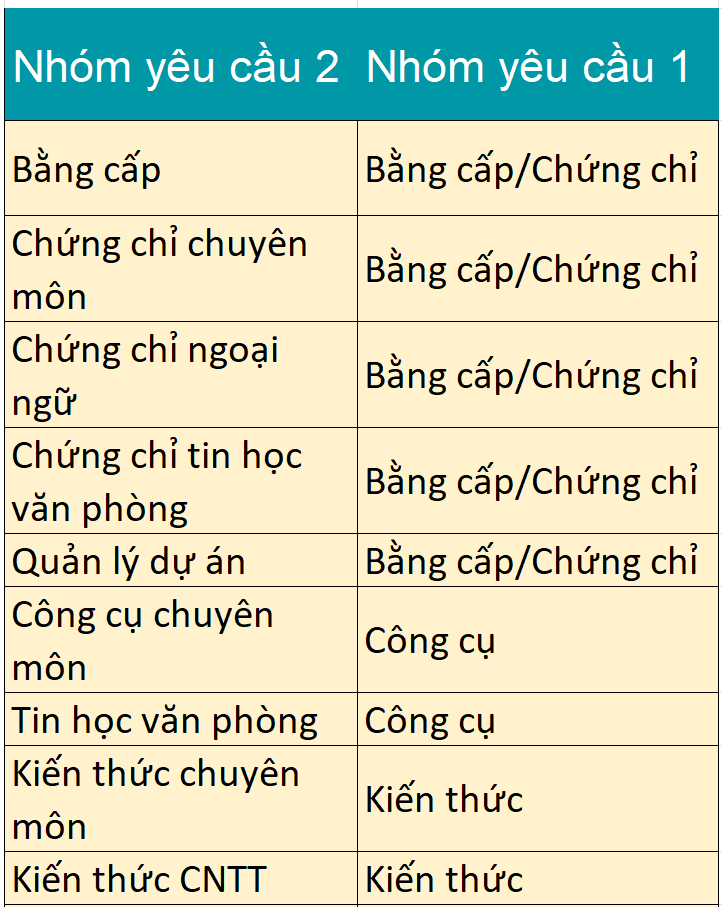 Nhóm yêu cầu 2 Nhóm yêu cầu 1
Bằng cấp Bằng cấp/Chứng chỉ
Chứng chỉ chuyên
môn
Bằng cấp/Chứng chỉ
Chứng chỉ ngoại
ngữ
Bằng cấp/Chứng chỉ
Chứng chỉ tin học
văn phòng
Bằng cấp/Chứng chỉ
Quản lý dự án Bằng cấp/Chứng chỉ
Công cụ chuyên
môn
Công cụ
Tin học văn phòng Công cụ
Kiến thức chuyên
môn
Kiến thức
Kiến thức CNTT Kiến thức